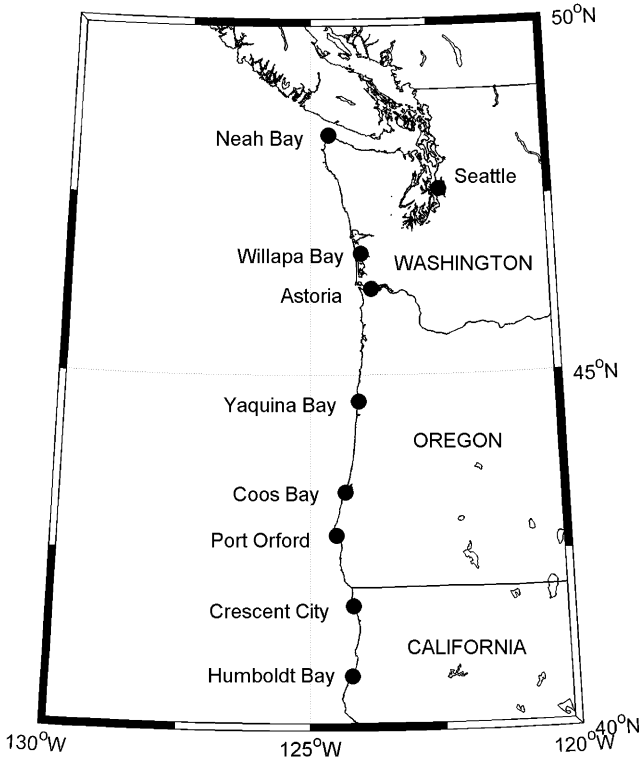 50°N
Neah Bay
Seattle
Willapa Bay
WASHINGTON
Astoria
45°N
Yaquina Bay
OREGON
Coos Bay
Port Orford
Crescent City
CALIFORNIA
Humboldt Bay
40°N
130°W
125°W
120°W